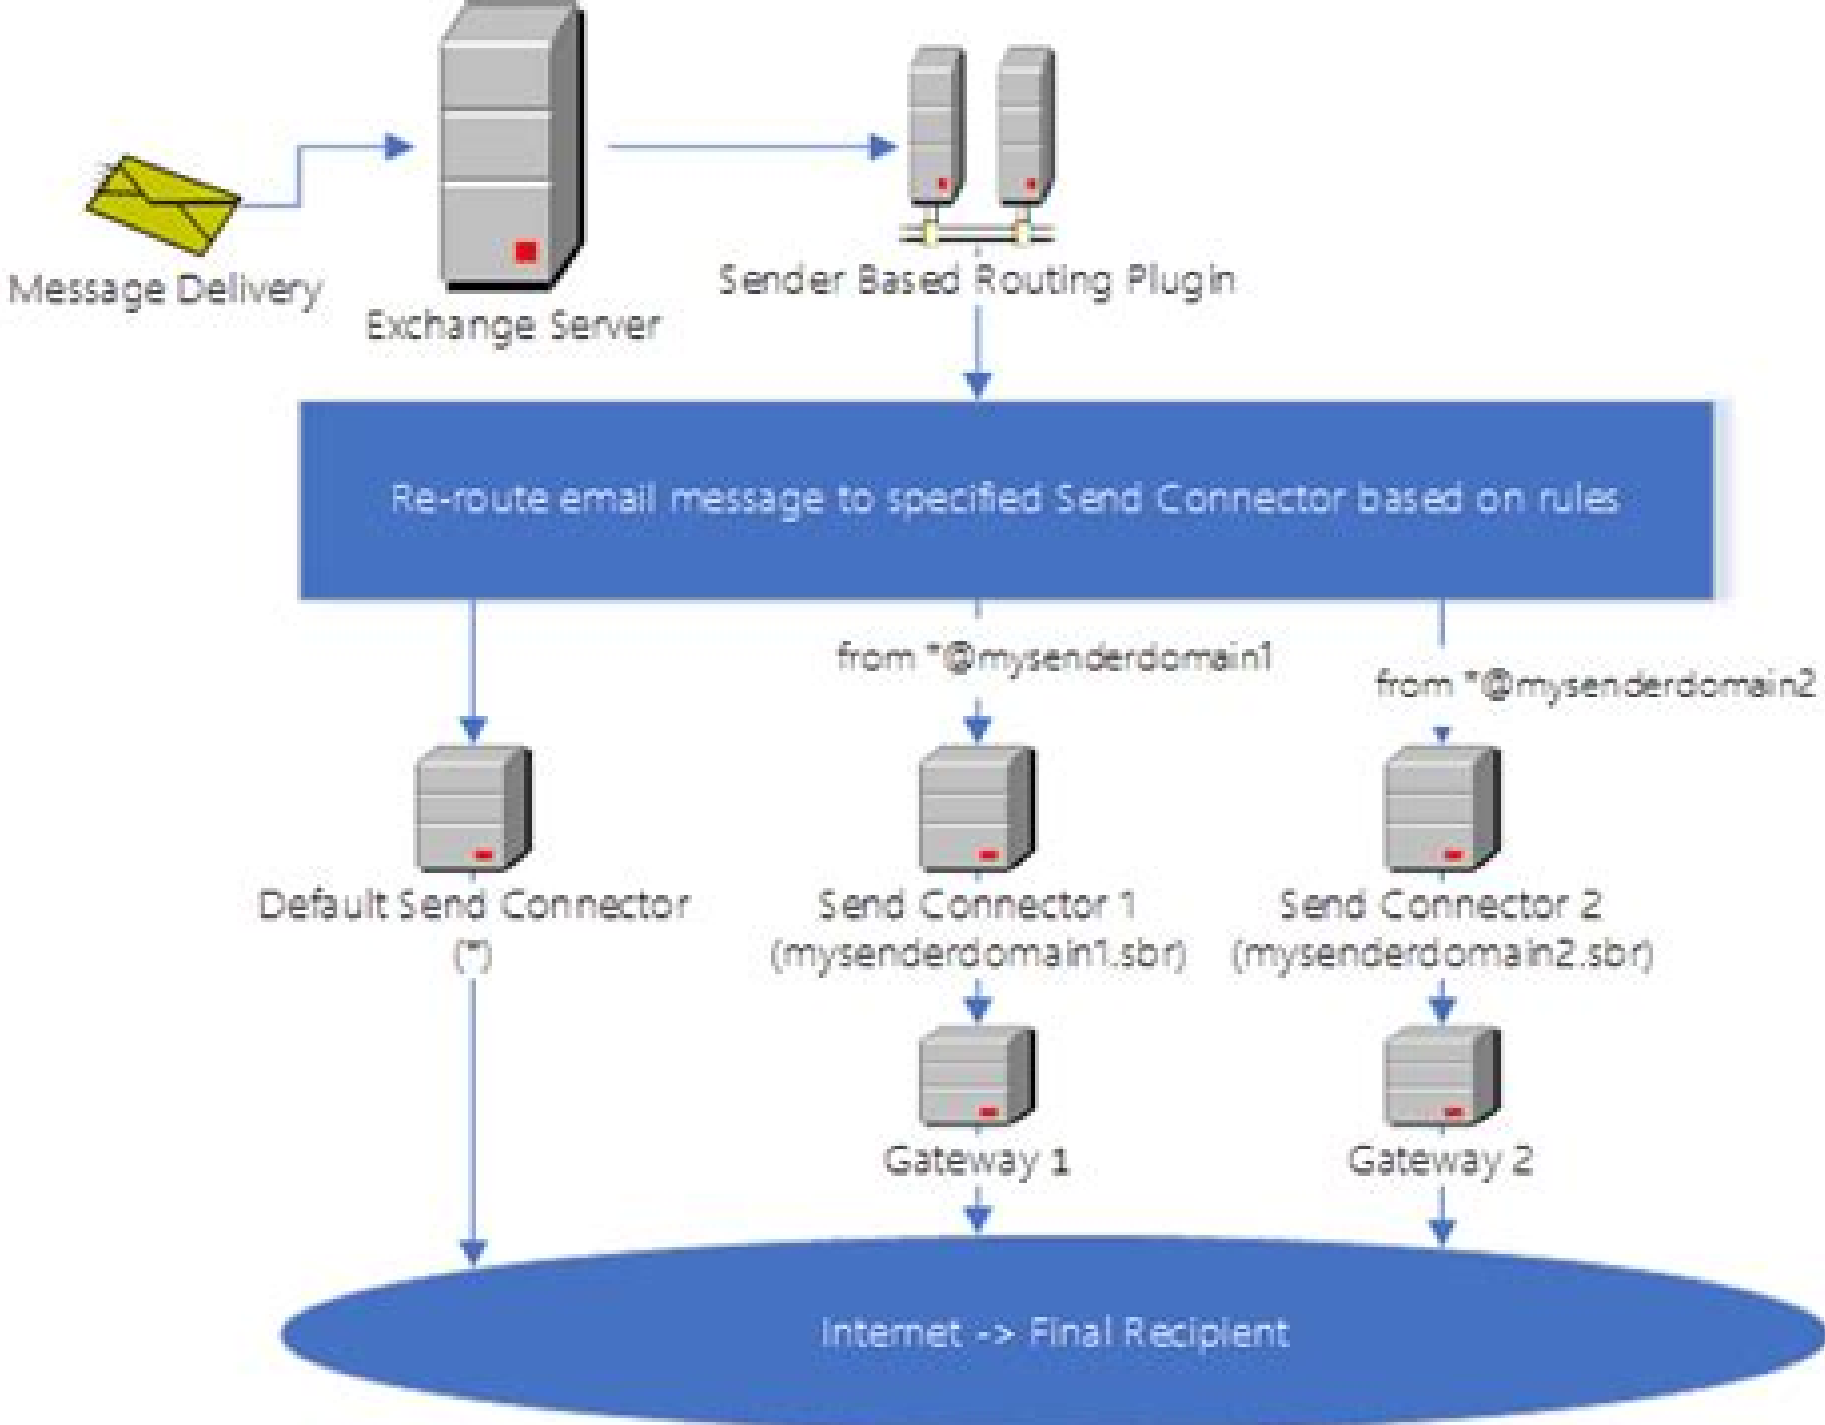 Message Delivery
Exchange Server
Sender Based Routing Plugin
Re-route email message to specified Send Connector based on rules
from *@mysenderdomain1
from *@mysenderdomain2
Default Send Connector
(*)
Send Connector 1
(mysenderdomain1.sbr)
Send Connector 2
(mysenderdomain2.sbr)
Gateway 1
Gateway 2
Internet -> Final Recipient